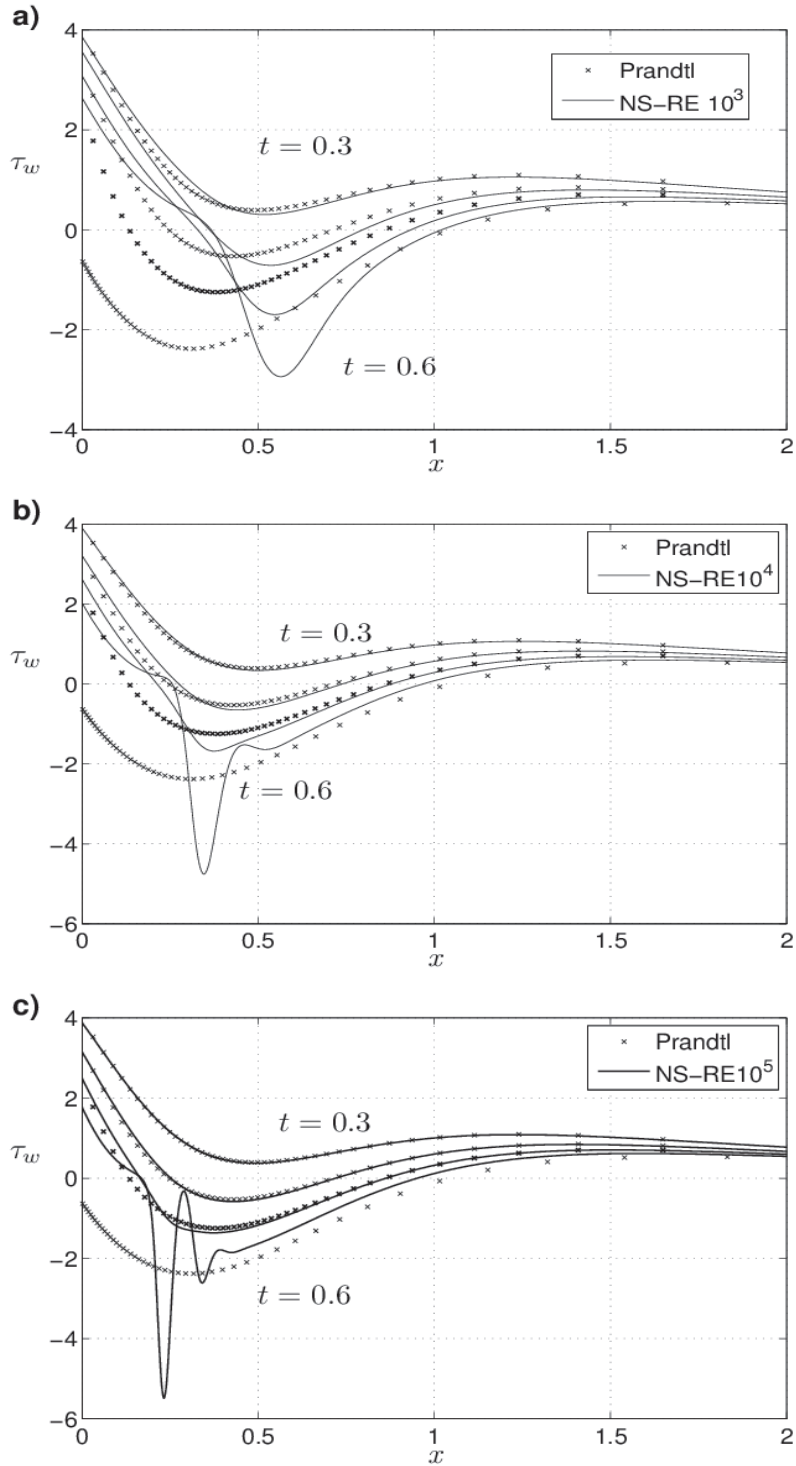 a)
4
2
0
−2
−4
τw
Prandtl
NS−RE 10³
t = 0.3
t = 0.6
0
0.5
1
1.5
2
x
b)
4
2
0
−2
−4
−6
τw
Prandtl
NS−RE10⁴
t = 0.3
t = 0.6
0
0.5
1
1.5
2
x
c)
4
2
0
−2
−4
−6
τw
Prandtl
NS−RE10⁵
t = 0.3
t = 0.6
0
0.5
1
1.5
2
x